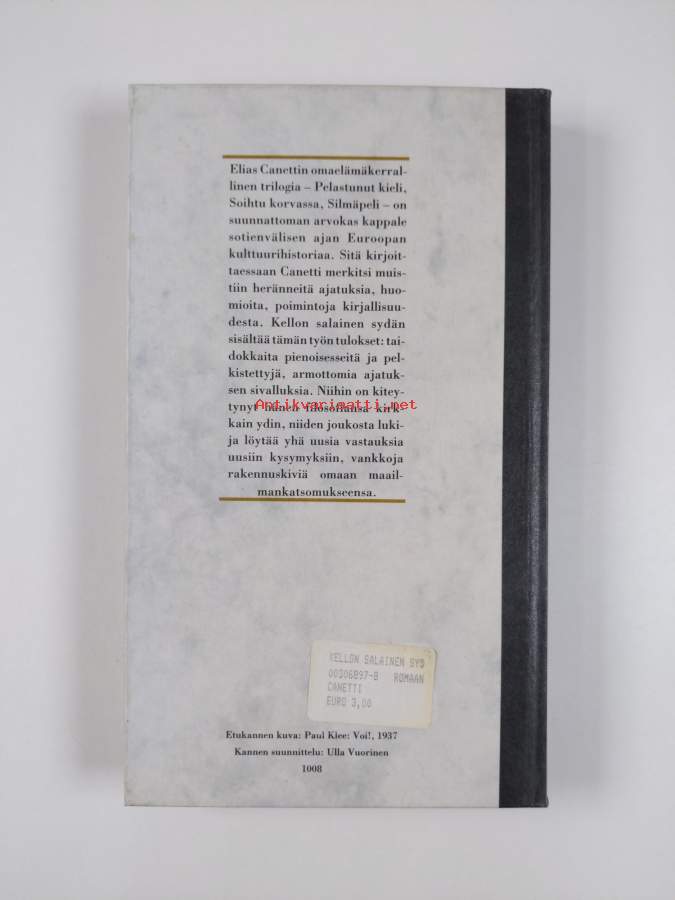 Elias Canettin omaelämäkerral-
linen trilogia – Pelastunut kieli,
Soihtu korvassa, Silmäpeli – on
suunnattoman arvokas kappale
sotienvälisen ajan Euroopan
kulttuurihistoriaa. Sitä kirjoit-
taessaan Canetti merkitsi muis-
tiin heränneitä ajatuksia, huo-
mioita, poimintoja kirjallisuu-
desta. Kellon salainen sydän
sisältää tämän työn tulokset: tai-
dokkaita pienoisesseitä ja pel-
kistettyjä, armottomia ajatuk-
sen sivalluksia. Niihin on kitey-
tynyt hänen filosofiansa kirk-
Antikvariaatti.net
kain ydin, niiden joukosta luki-
ja löytää yhä uusia vastauksia
uusiin kysymyksiin, vankkoja
rakennuskiviä omaan maail-
mankatsomukseensa.
KELLON SALAINEN SYD
00306897-8 ROMAAN
CANETTI
EURO 3,00
Etukannen kuva: Paul Klee: Voi!, 1937
Kannen suunnittelu: Ulla Vuorinen
1008